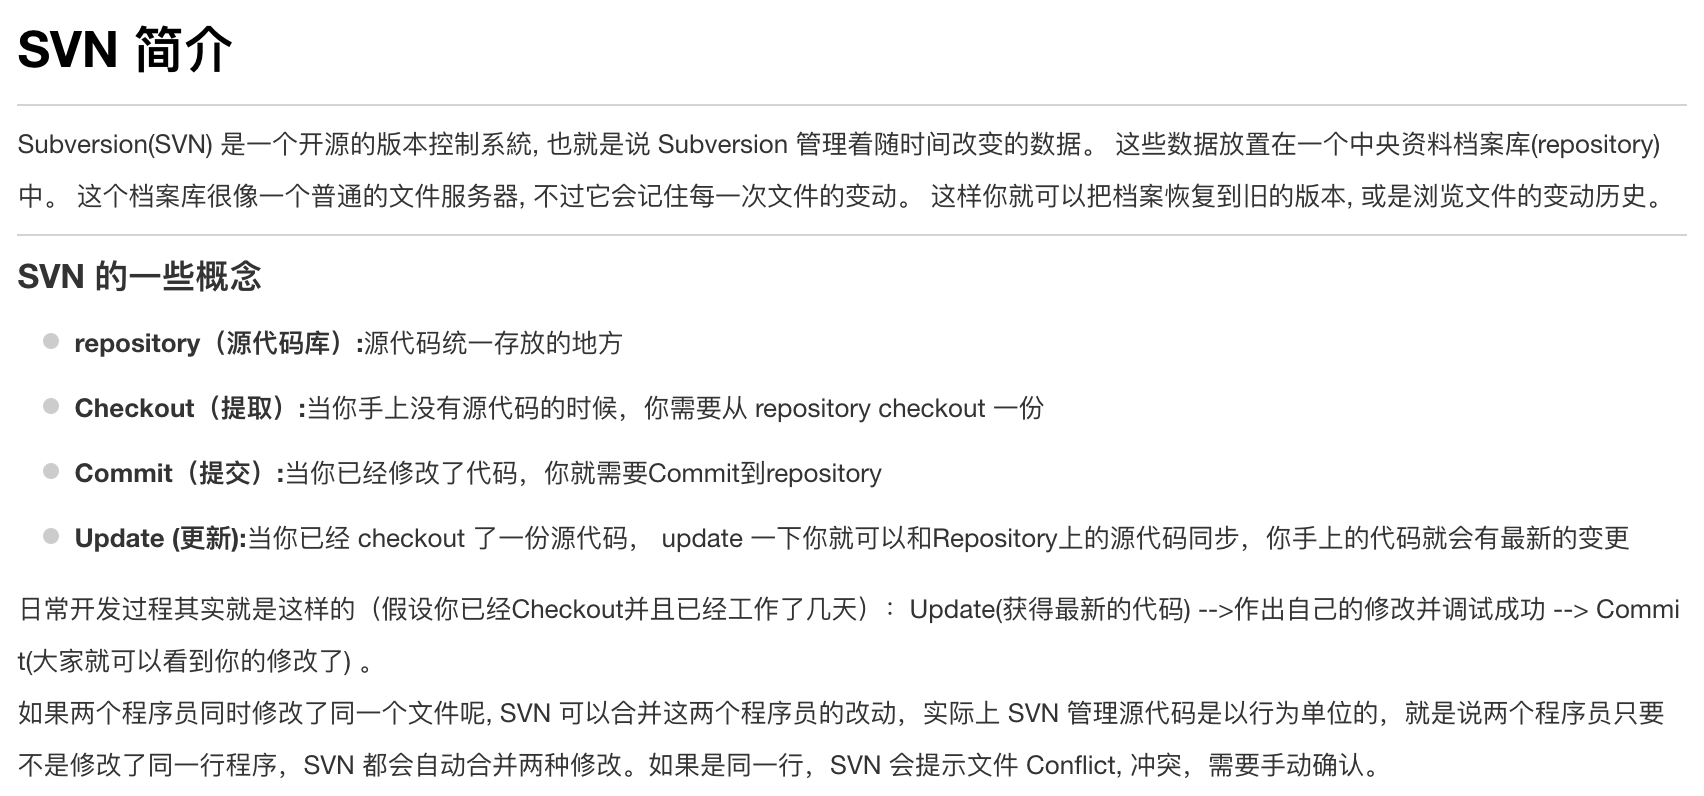 SVN 简介
Subversion(SVN) 是一个开源的版本控制系統, 也就是说 Subversion 管理着随时间改变的数据。 这些数据放置在一个中央资料档案库(repository)
中。 这个档案库很像一个普通的文件服务器, 不过它会记住每一次文件的变动。 这样你就可以把档案恢复到旧的版本, 或是浏览文件的变动历史。
SVN 的一些概念
repository（源代码库）:源代码统一存放的地方
Checkout（提取）:当你手上没有源代码的时候，你需要从 repository checkout 一份
Commit（提交）:当你已经修改了代码，你就需要Commit到repository
Update (更新):当你已经 checkout 了一份源代码， update 一下你就可以和Repository上的源代码同步，你手上的代码就会有最新的变更
日常开发过程其实就是这样的（假设你已经Checkout并且已经工作了几天）：Update(获得最新的代码) -->作出自己的修改并调试成功 --> Commi
t(大家就可以看到你的修改了) 。
如果两个程序员同时修改了同一个文件呢, SVN 可以合并这两个程序员的改动，实际上 SVN 管理源代码是以行为单位的，就是说两个程序员只要
不是修改了同一行程序，SVN 都会自动合并两种修改。如果是同一行，SVN 会提示文件 Conflict, 冲突，需要手动确认。